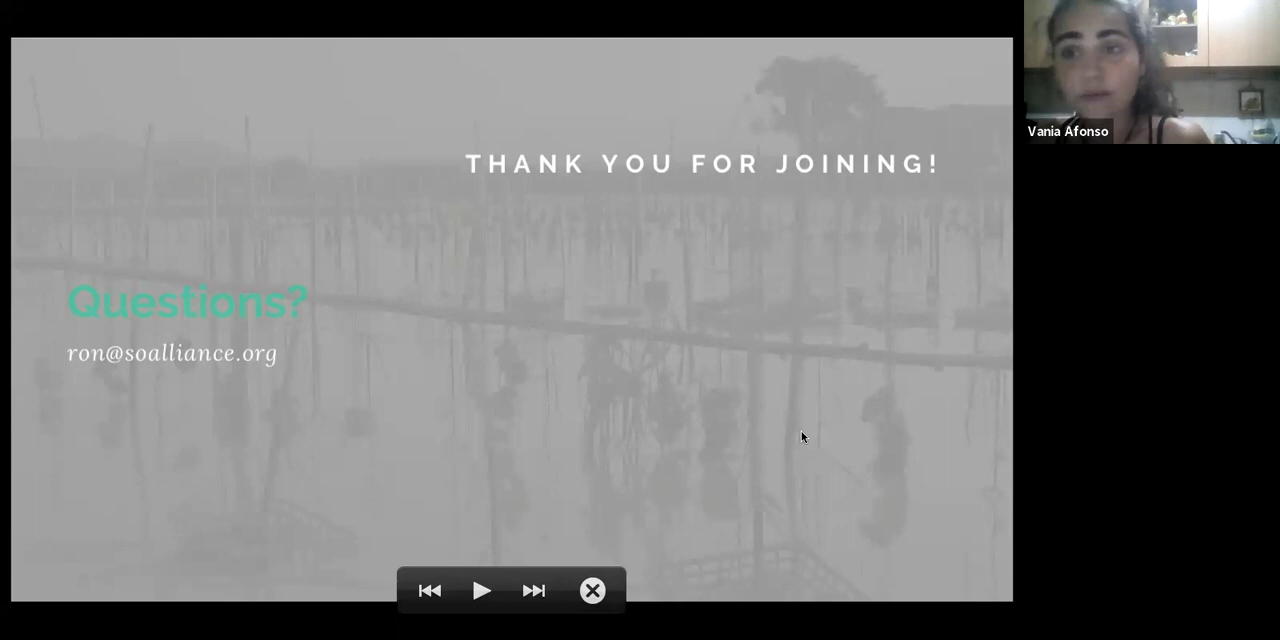 THANK YOU FOR JOINING!
Questions?
ron@soalliance.org
Vania Afonso